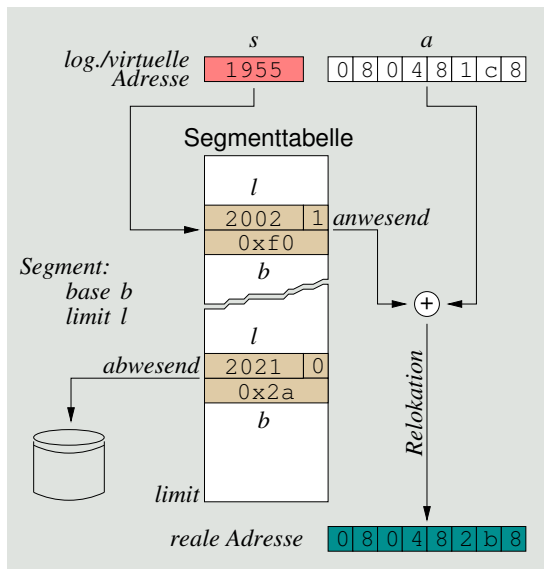 s a
log./virtuelle 1955 0 8 0 4 8 1 c 8
Adresse
Segmenttabelle
l
2002 1 anwesend
0xf0
Segment: b
base b
limit l
+
l
abwesend 2021 0
0x2a
b
Relokation
limit
reale Adresse 0 8 0 4 8 2 b 8